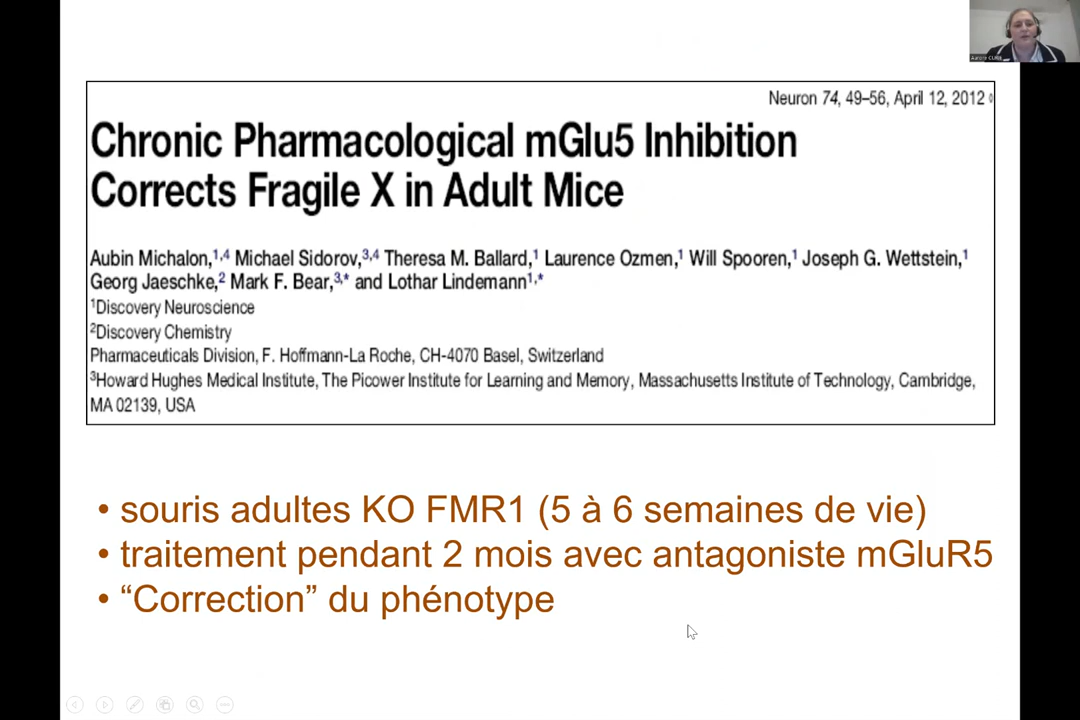 Neuron 74, 49–56, April 12, 2012
Chronic Pharmacological mGlu5 Inhibition
Corrects Fragile X in Adult Mice
Aubin Michalon,1,4 Michael Sidorov,3,4 Theresa M. Ballard,1 Laurence Ozmen,1 Will Spooren,1 Joseph G. Wettstein,1
Georg Jaeschke,2 Mark F. Bear,3,* and Lothar Lindemann1,*
1Discovery Neuroscience
2Discovery Chemistry
Pharmaceuticals Division, F. Hoffmann-La Roche, CH-4070 Basel, Switzerland
3Howard Hughes Medical Institute, The Picower Institute for Learning and Memory, Massachusetts Institute of Technology, Cambridge,
MA 02139, USA
• souris adultes KO FMR1 (5 à 6 semaines de vie)
• traitement pendant 2 mois avec antagoniste mGluR5
• “Correction” du phénotype